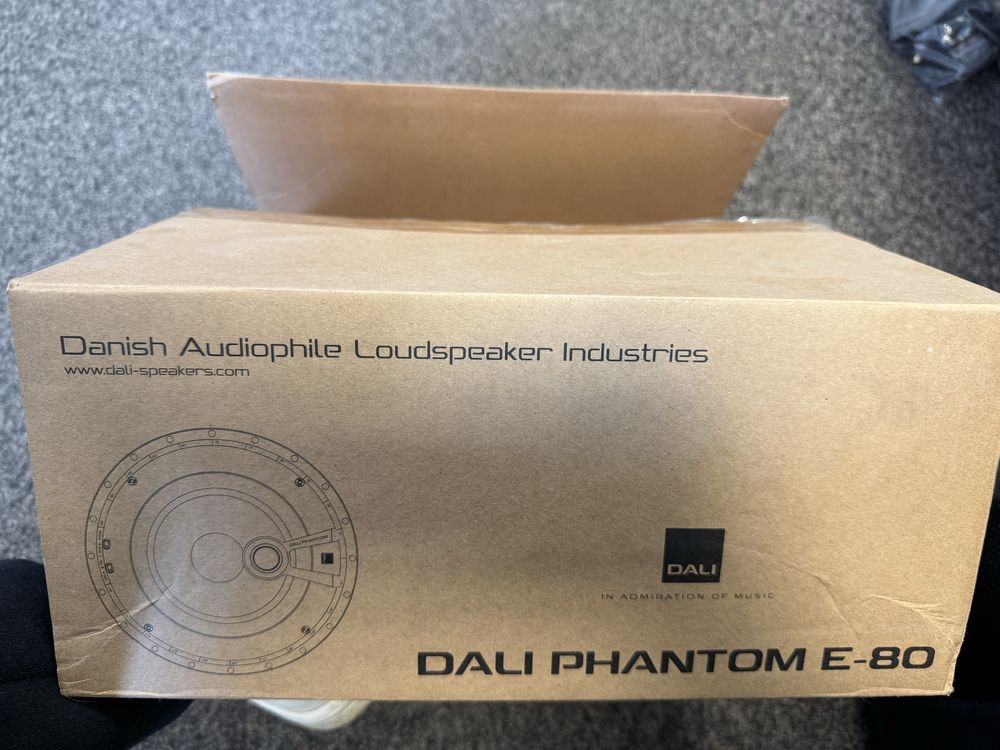 Danish Audiophile Loudspeaker Industries
www.dali-speakers.com
DALI PHANTOM
DALI
IN ADMIRATION OF MUSIC
DALI PHANTOM E-80